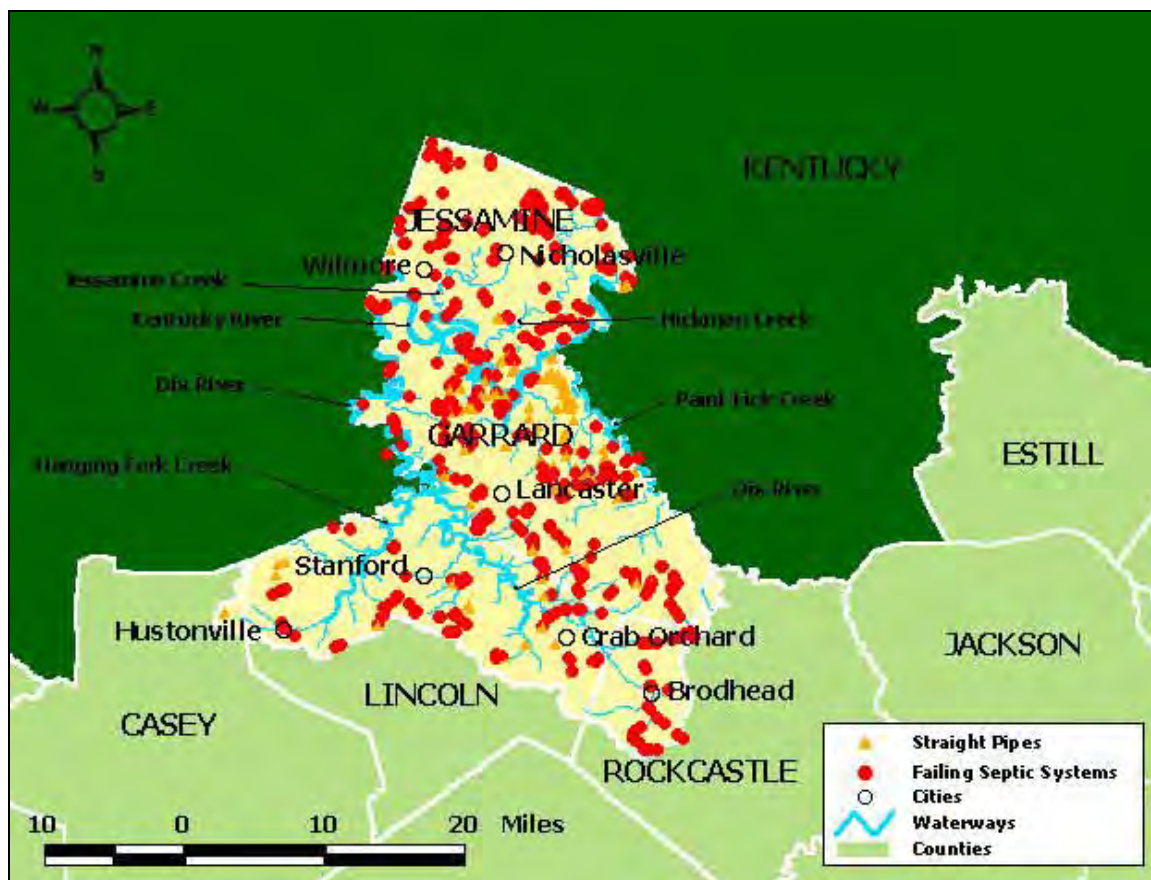 N
W E
S
KENTUCKY
JESSAMINE
Nicholasville
Wilmore
Jessamine Creek
Kentucky River
Hickman Creek
Dix River
Paint Lick Creek
GARRARD
ESTILL
Hanging Fork Creek
Lancaster
Dix River
Stanford
Hustonville
Crab Orchard
JACKSON
LINCOLN
Brodhead
CASEY
ROCKCASTLE
Straight Pipes
Failing Septic Systems
Cities
Waterways
Counties
10 0 10 20 Miles